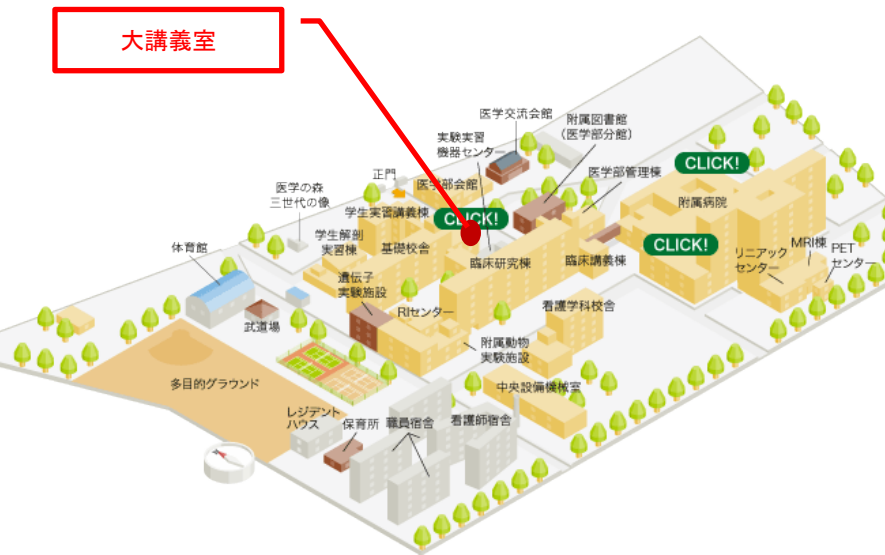 大講義室
医学交流会館
附属図書館
（医学部分館）
実験実習
機器センター
CLICK!
医学部管理棟
正門
医学部会館
医学の森
三世代の像
附属病院
学生実習講義棟
CLICK!
学生解剖
実習棟
基礎校舎
CLICK!
体育館
臨床研究棟
臨床講義棟
リニアック
センター
MRI棟
PET
センター
遺伝子
実験施設
RIセンター
看護学科校舎
武道場
附属動物
実験施設
多目的グラウンド
中央設備機械室
レジデント
ハウス
保育所
職員宿舎
看護師宿舎